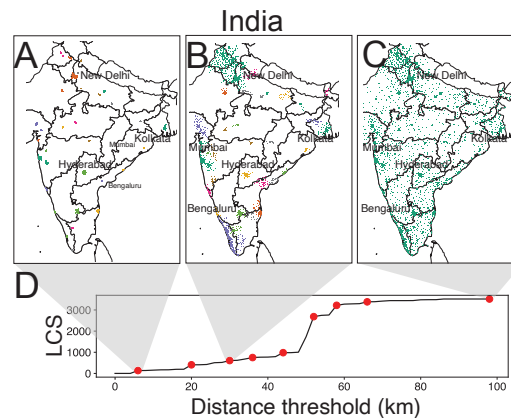 India
A
New Delhi
Mumbai
Kolkata
Hyderabad
Bengaluru
B
New Delhi
Mumbai
Kolkata
Hyderabad
Bengaluru
C
New Delhi
Mumbai
Kolkata
Hyderabad
Bengaluru
D
LCS
3000
2000
1000
0
0 20 40 60 80 100
Distance threshold (km)